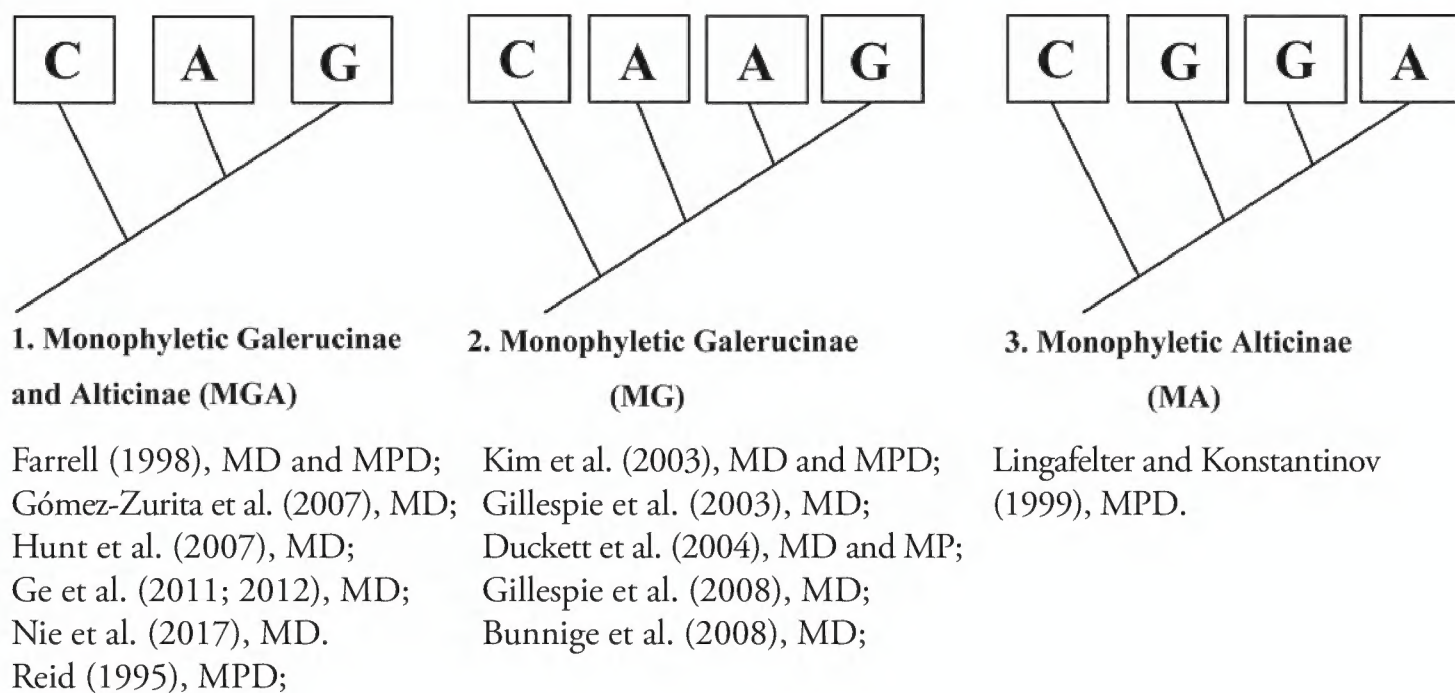 C A G
C A A G
C G G A
1. Monophyletic Galerucinae
and Alticinae (MGA)
2. Monophyletic Galerucinae
(MG)
3. Monophyletic Alticinae
(MA)
Farrell (1998), MD and MPD;
Gómez-Zurita et al. (2007), MD;
Hunt et al. (2007), MD;
Ge et al. (2011; 2012), MD;
Nie et al. (2017), MD.
Reid (1995), MPD;
Kim et al. (2003), MD and MPD;
Gillespie et al. (2003), MD;
Duckett et al. (2004), MD and MP;
Gillespie et al. (2008), MD;
Bunnige et al. (2008), MD;
Lingafelter and Konstantinov
(1999), MPD.